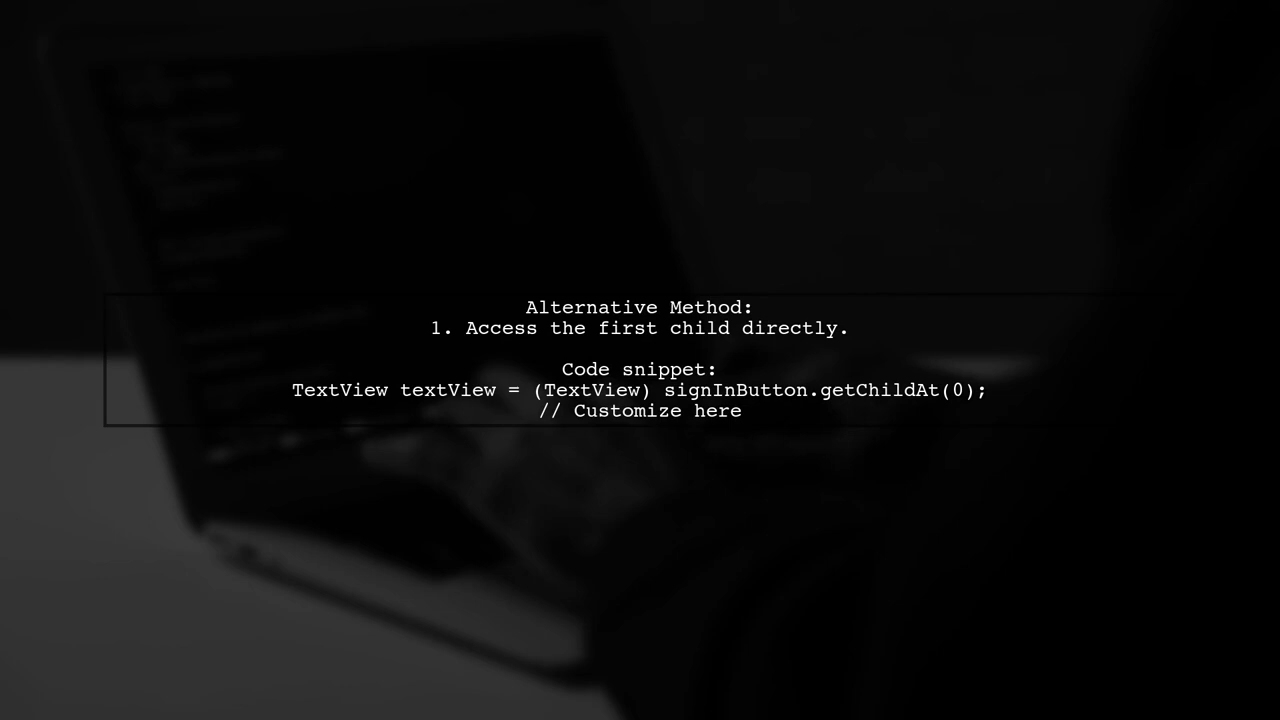 Alternative Method:
1. Access the first child directly.
Code snippet:
TextView textView = (TextView) signInButton.getChildAt(0);
// Customize here